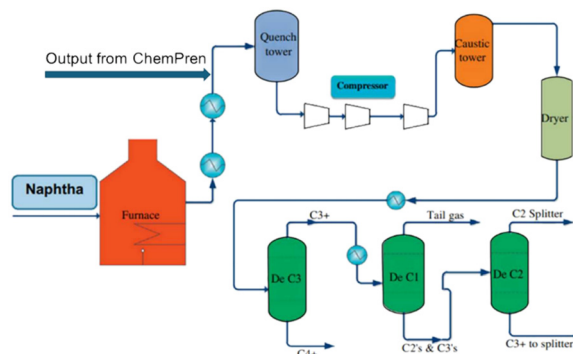 Output from ChemPren
Quench
tower
Caustic
tower
Compressor
Dryer
Naphtha
Furnace
C3+
Tail gas
C2 Splitter
De C3
De C1
De C2
C4+
C2's & C3's
C3+ to splitter